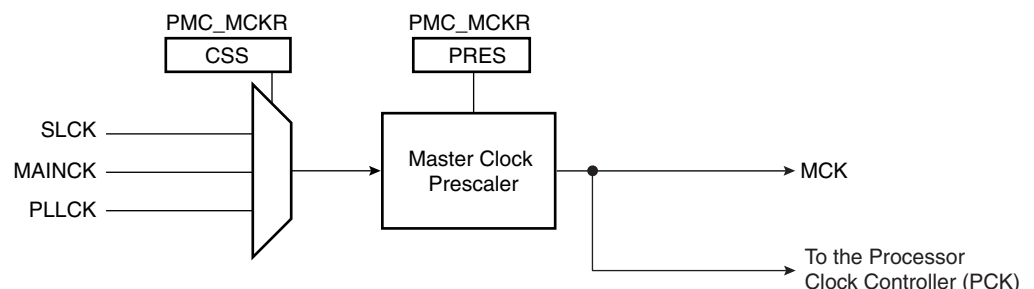 PMC_MCKR
PMC_MCKR
CSS
PRES
SLCK
MAINCK
PLLCK
Master Clock
Prescaler
MCK
To the Processor
Clock Controller (PCK)